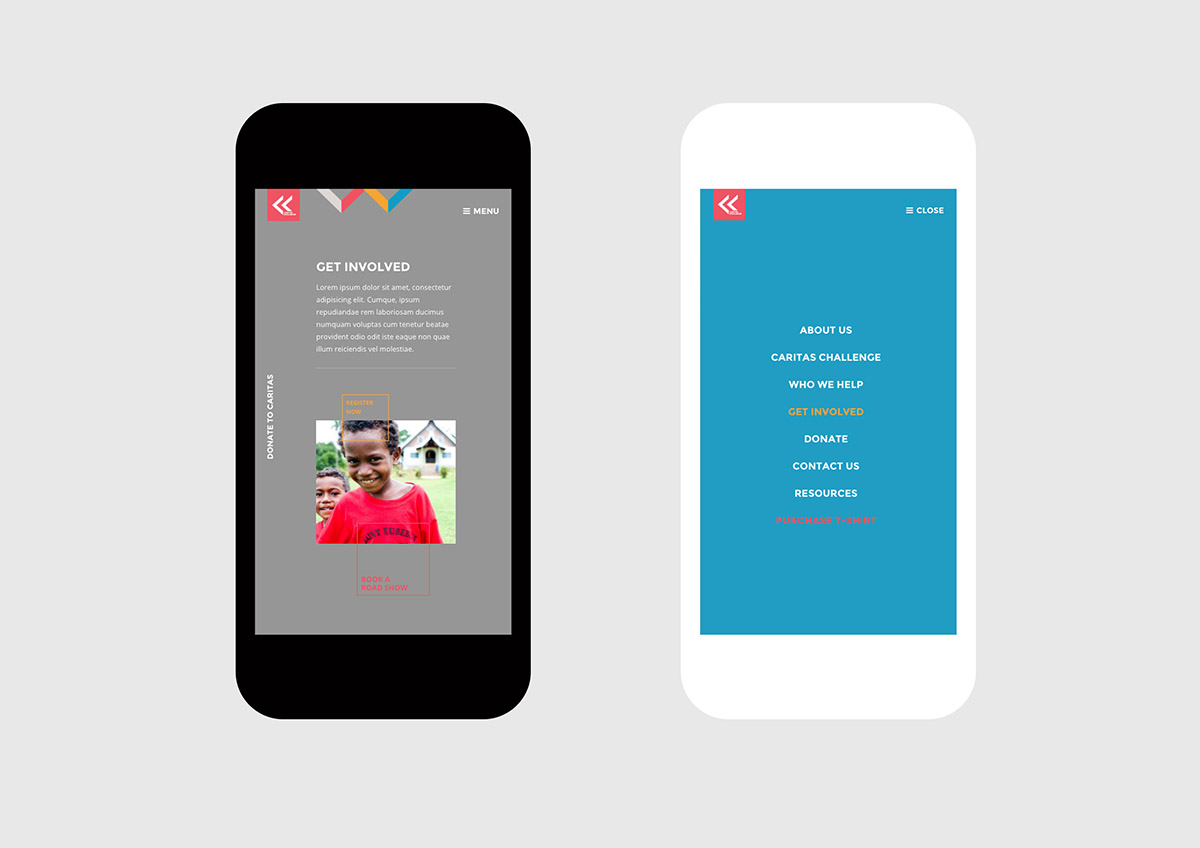 MENU
GET INVOLVED
Lorem ipsum dolor sit amet, consectetur
adipisicing elit. Cumque, ipsum
repudiandae rem laboriosam ducimus
numquam voluptas cum tenetur beatae
provident odio odit iste eaque non quae
illum reiciendis vel molestiae.
DONATE TO CARITAS
REGISTER
NOW
BOOK A
ROAD SHOW
CLOSE
ABOUT US
CARITAS CHALLENGE
WHO WE HELP
GET INVOLVED
DONATE
CONTACT US
RESOURCES
PURCHASE T-SHIRT